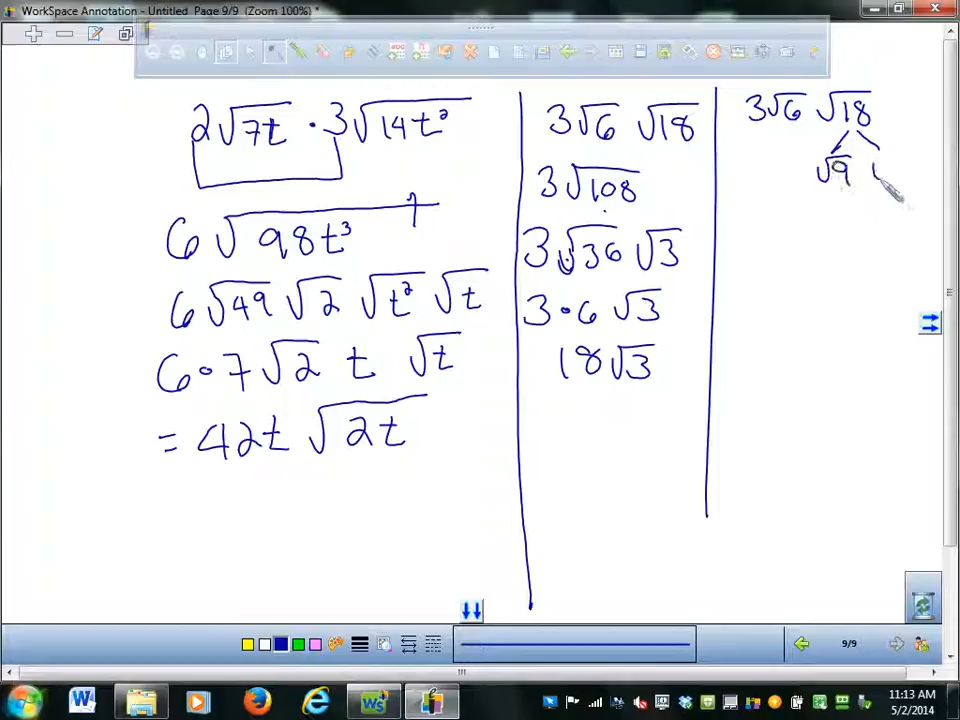 WorkSpace Annotation - Untitled Page 9/9 (Zoom 100%) *
2√7t · 3√14t²
6√98t³
6√49 √2 √t² √t
6·7√2 t √t
= 42t √2t
3√6 √18
3√108
3√36 √3
3·6 √3
18√3
3√6 √18
√9
9/9
11:13 AM
5/2/2014